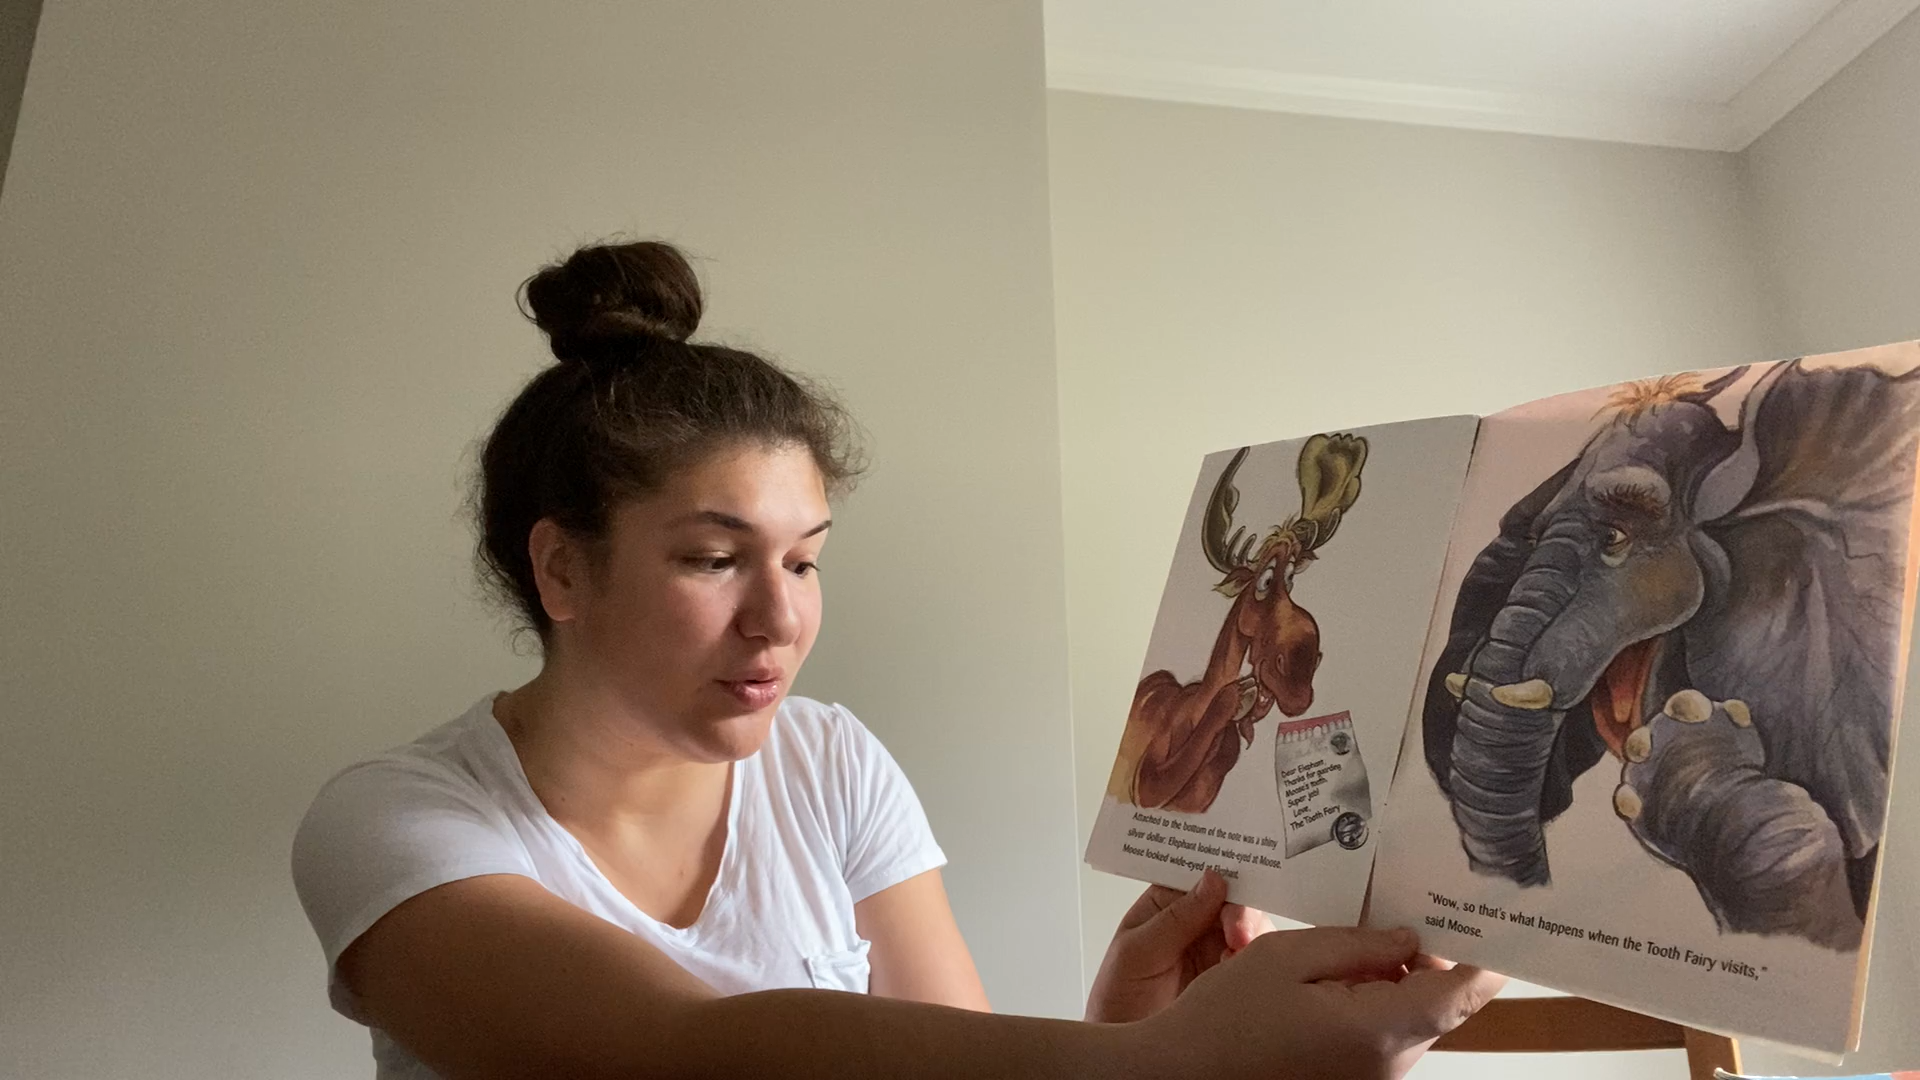 Dear Elephant,
Thanks for guarding
Moose's tooth.
Super job!
Love,
The Tooth Fairy
Attached to the bottom of the note was a shiny
silver dollar. Elephant looked wide-eyed at Moose.
Moose looked wide-eyed at Elephant.
"Wow, so that's what happens when the Tooth Fairy visits,"
said Moose.